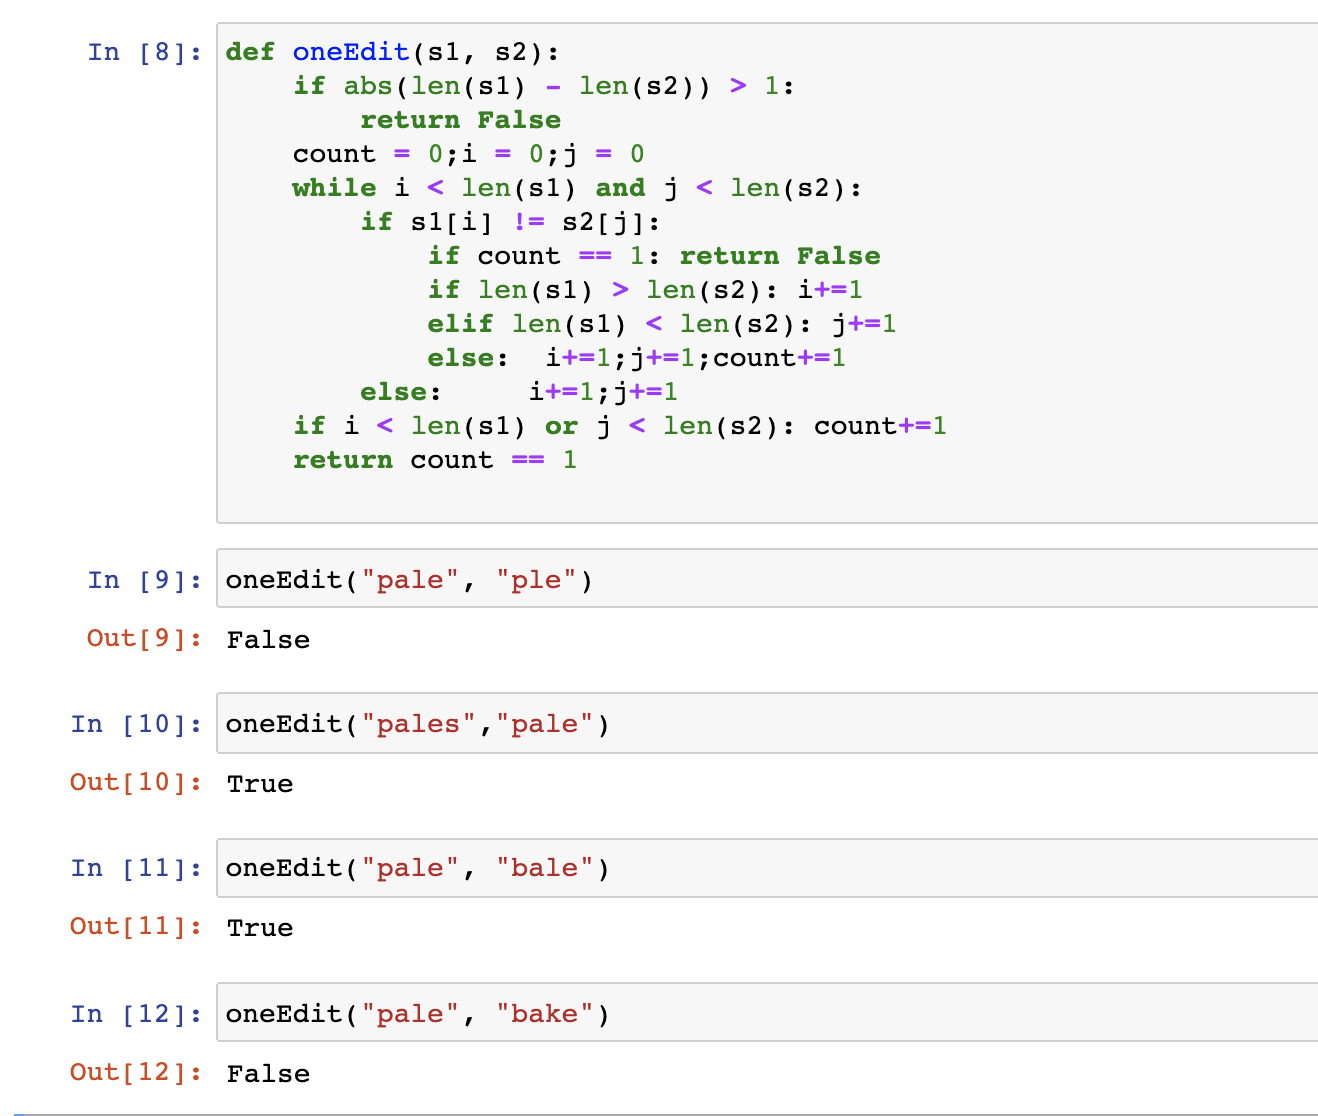 In [8]: def oneEdit(s1, s2):
    if abs(len(s1) - len(s2)) > 1:
        return False
    count = 0;i = 0;j = 0
    while i < len(s1) and j < len(s2):
        if s1[i] != s2[j]:
            if count == 1: return False
            if len(s1) > len(s2): i+=1
            elif len(s1) < len(s2): j+=1
            else:  i+=1;j+=1;count+=1
        else:     i+=1;j+=1
    if i < len(s1) or j < len(s2): count+=1
    return count == 1
In [9]: oneEdit("pale", "ple")
Out[9]: False
In [10]: oneEdit("pales","pale")
Out[10]: True
In [11]: oneEdit("pale", "bale")
Out[11]: True
In [12]: oneEdit("pale", "bake")
Out[12]: False